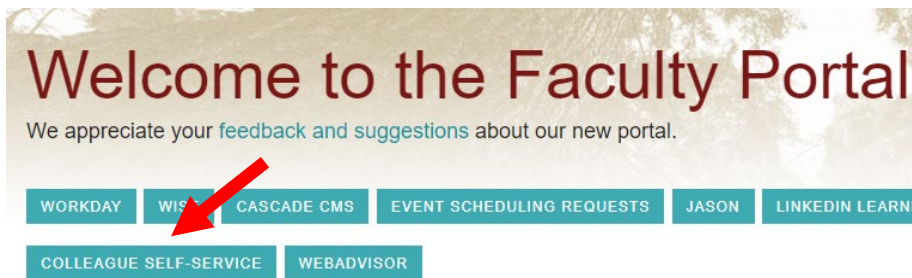 Welcome to the Faculty Portal
We appreciate your feedback and suggestions about our new portal.
WORKDAY WISE CASCADE CMS EVENT SCHEDULING REQUESTS JASON LINKEDIN LEARN
COLLEAGUE SELF-SERVICE WEBADVISOR